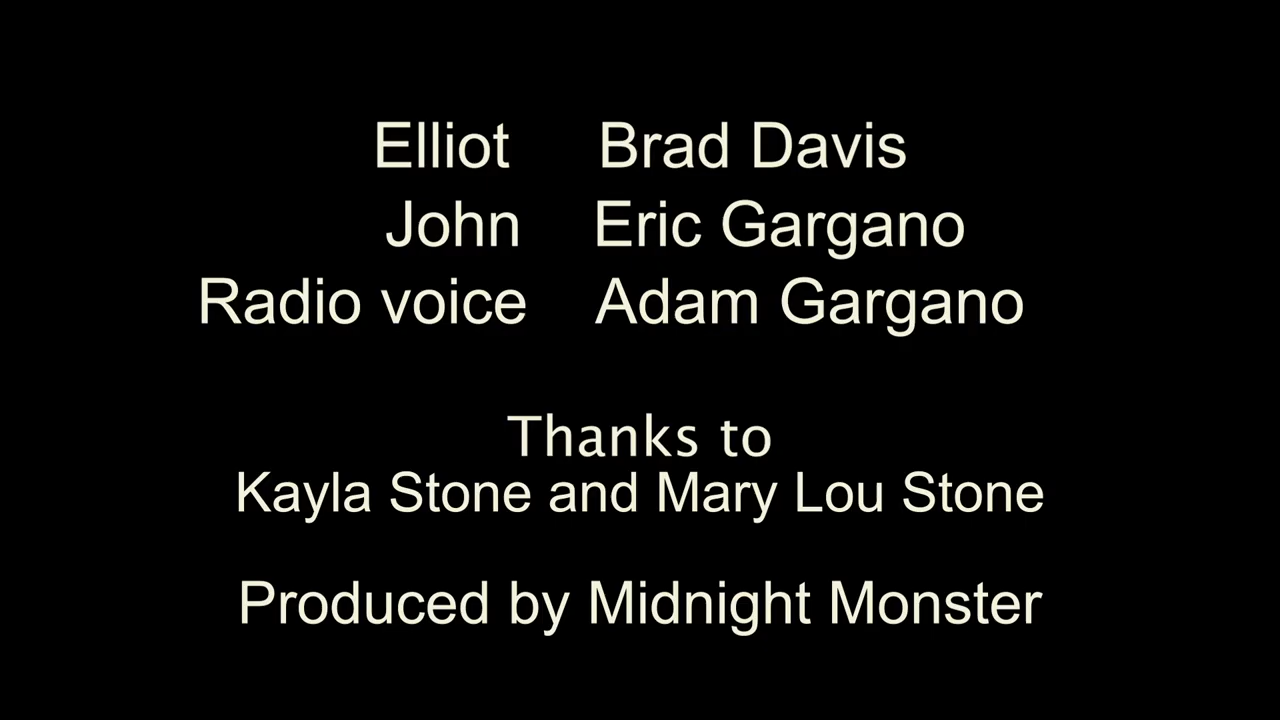 Elliot Brad Davis
John Eric Gargano
Radio voice Adam Gargano
Thanks to
Kayla Stone and Mary Lou Stone
Produced by Midnight Monster